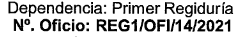 Dependencia: Primer Regiduría
Nº. Oficio: REG1/OFI/14/2021